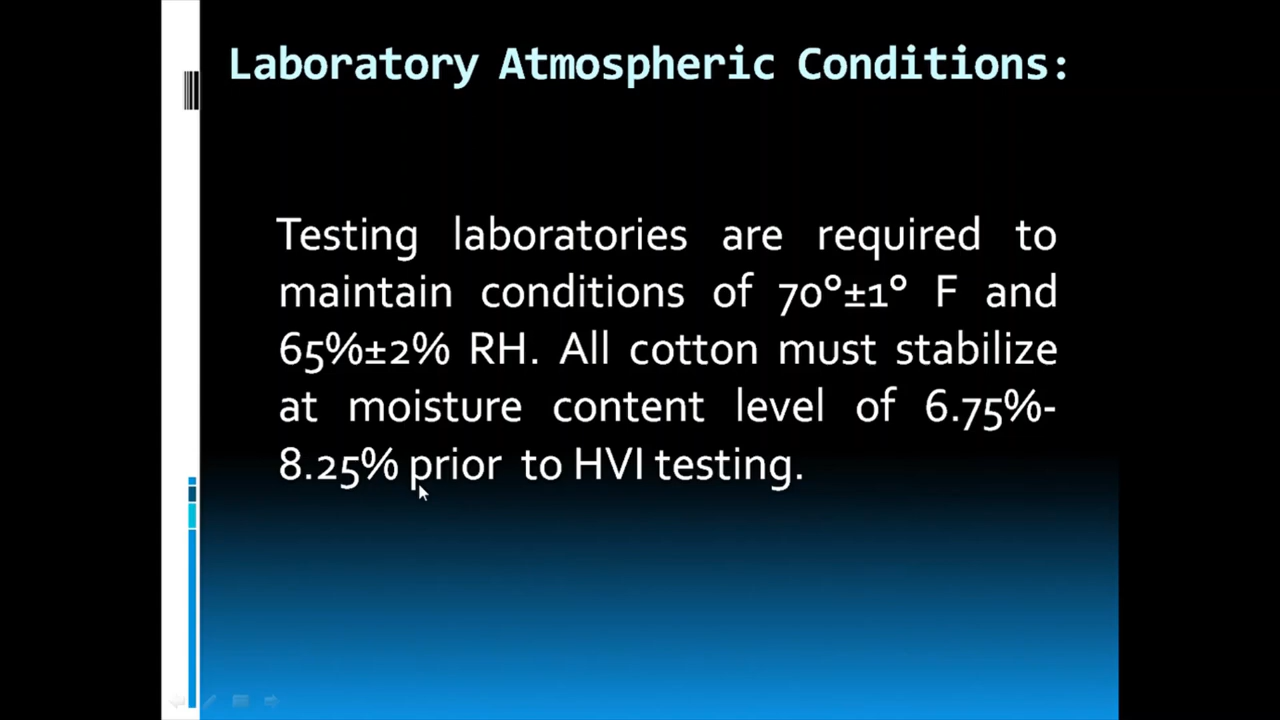 Laboratory Atmospheric Conditions:
Testing laboratories are required to
maintain conditions of 70°±1° F and
65%±2% RH. All cotton must stabilize
at moisture content level of 6.75%-
8.25% prior to HVI testing.